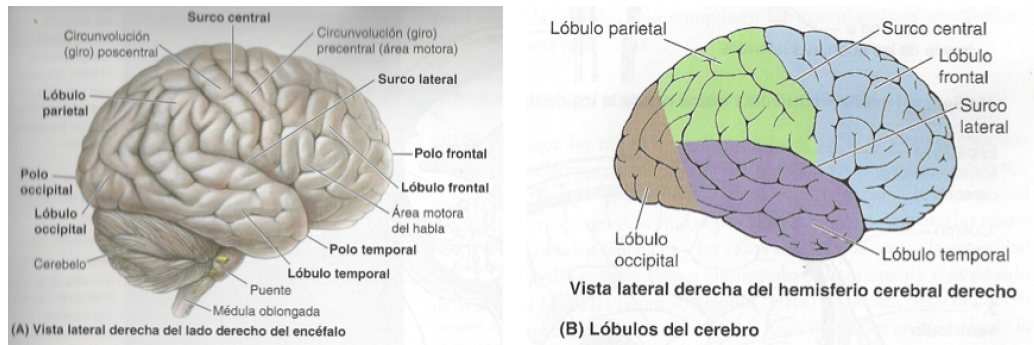 Surco central
Circunvolución
(giro) poscentral
Circunvolución (giro)
precentral (área motora)
Surco lateral
Lóbulo
parietal
Polo frontal
Polo
occipital
Lóbulo frontal
Lóbulo
occipital
Área motora
del habla
Polo temporal
Cerebelo
Lóbulo temporal
Puente
Médula oblongada
(A) Vista lateral derecha del lado derecho del encéfalo
Lóbulo parietal
Surco central
Lóbulo
frontal
Surco
lateral
Lóbulo
occipital
Lóbulo temporal
Vista lateral derecha del hemisferio cerebral derecho
(B) Lóbulos del cerebro